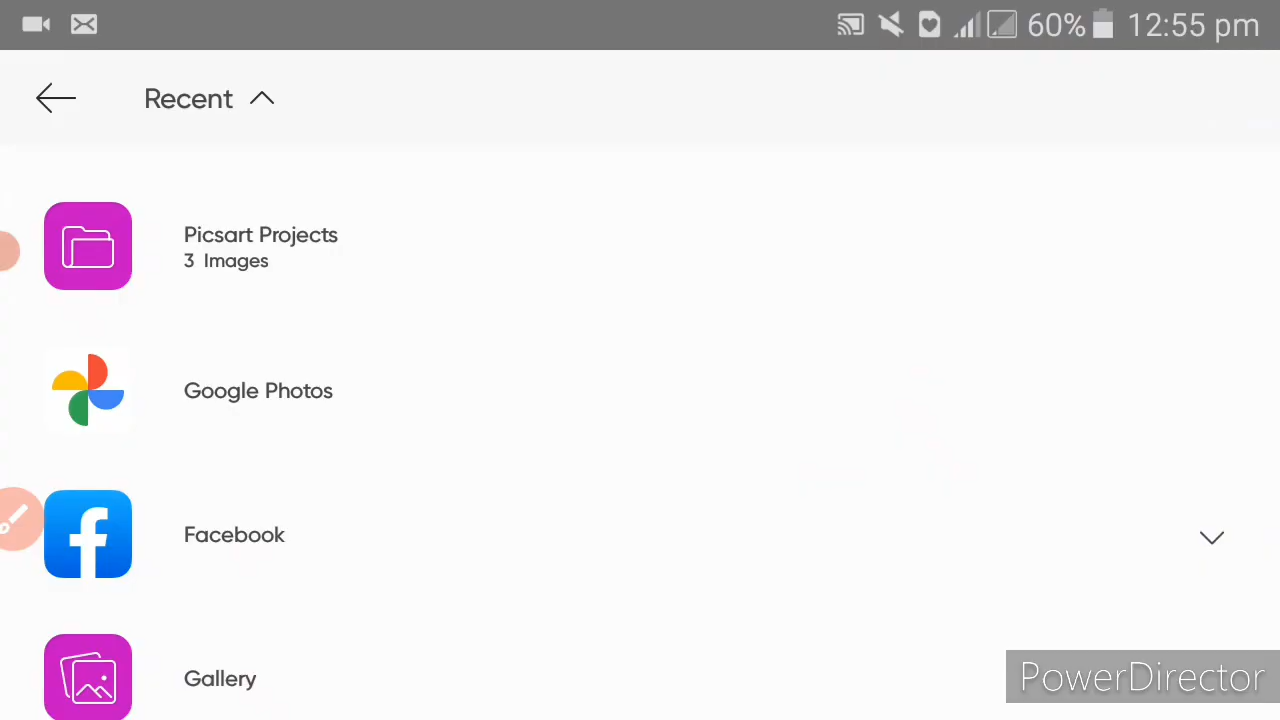 60% 12:55 pm
Recent
Picsart Projects
3 Images
Google Photos
Facebook
Gallery
PowerDirector